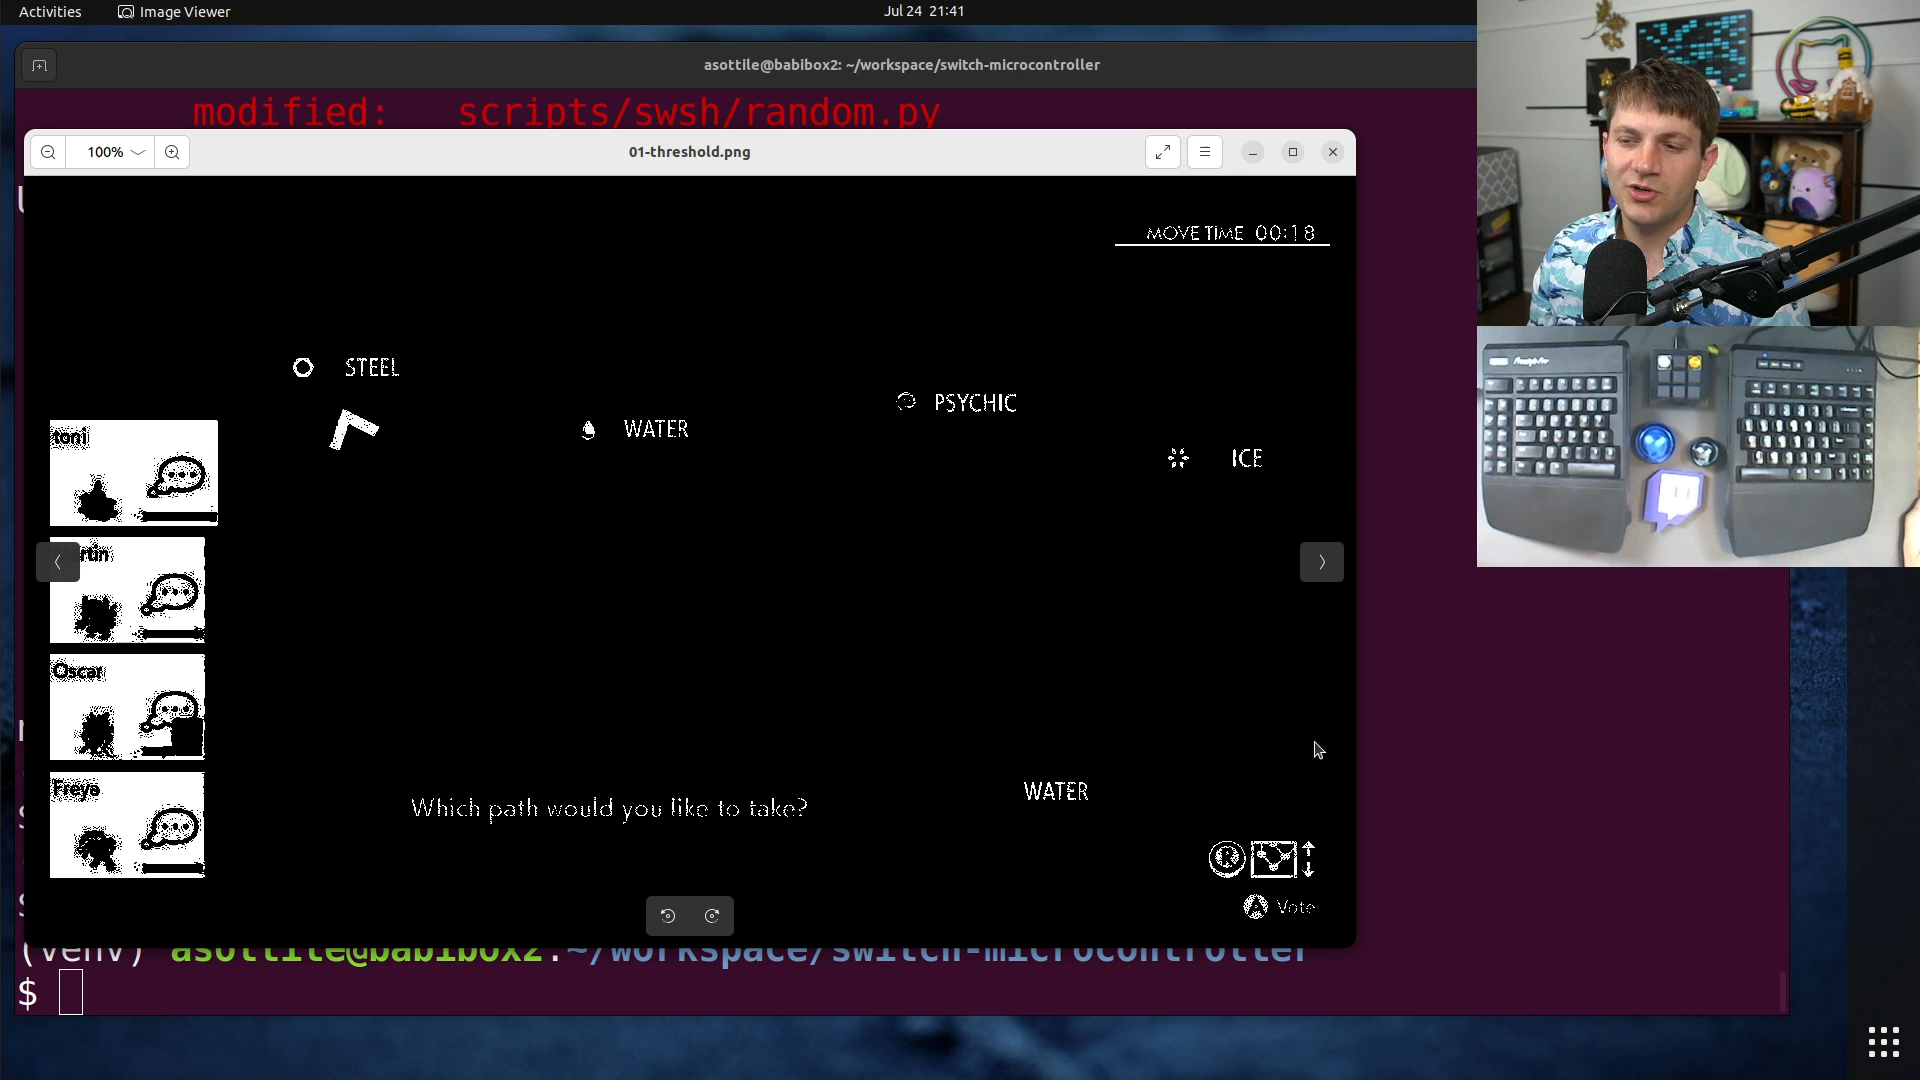 Activities
Image Viewer
Jul 24 21:41
asottile@babibox2: ~/workspace/switch-microcontroller
modified: scripts/swsh/random.py
100%
01-threshold.png
MOVE TIME 00:18
STEEL
PSYCHIC
WATER
toni
ICE
rtin
Oscar
Freya
WATER
Which path would you like to take?
R
A Vote
(venv) asottile@babibox2:~/workspace/switch-microcontroller
$